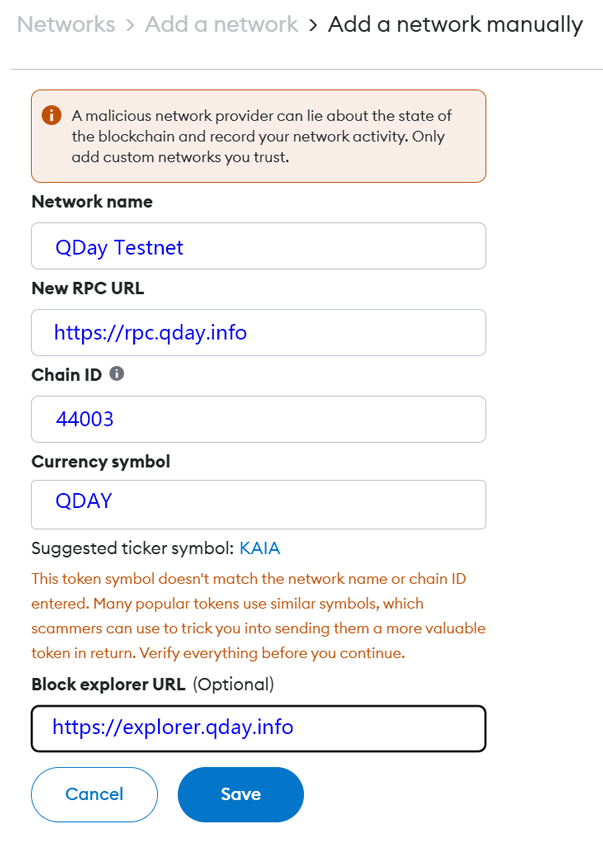 Networks > Add a network > Add a network manually
A malicious network provider can lie about the state of
the blockchain and record your network activity. Only
add custom networks you trust.
Network name
QDay Testnet
New RPC URL
https://rpc.qday.info
Chain ID
44003
Currency symbol
QDAY
Suggested ticker symbol: KAIA
This token symbol doesn't match the network name or chain ID
entered. Many popular tokens use similar symbols, which
scammers can use to trick you into sending them a more valuable
token in return. Verify everything before you continue.
Block explorer URL (Optional)
https://explorer.qday.info
Cancel Save